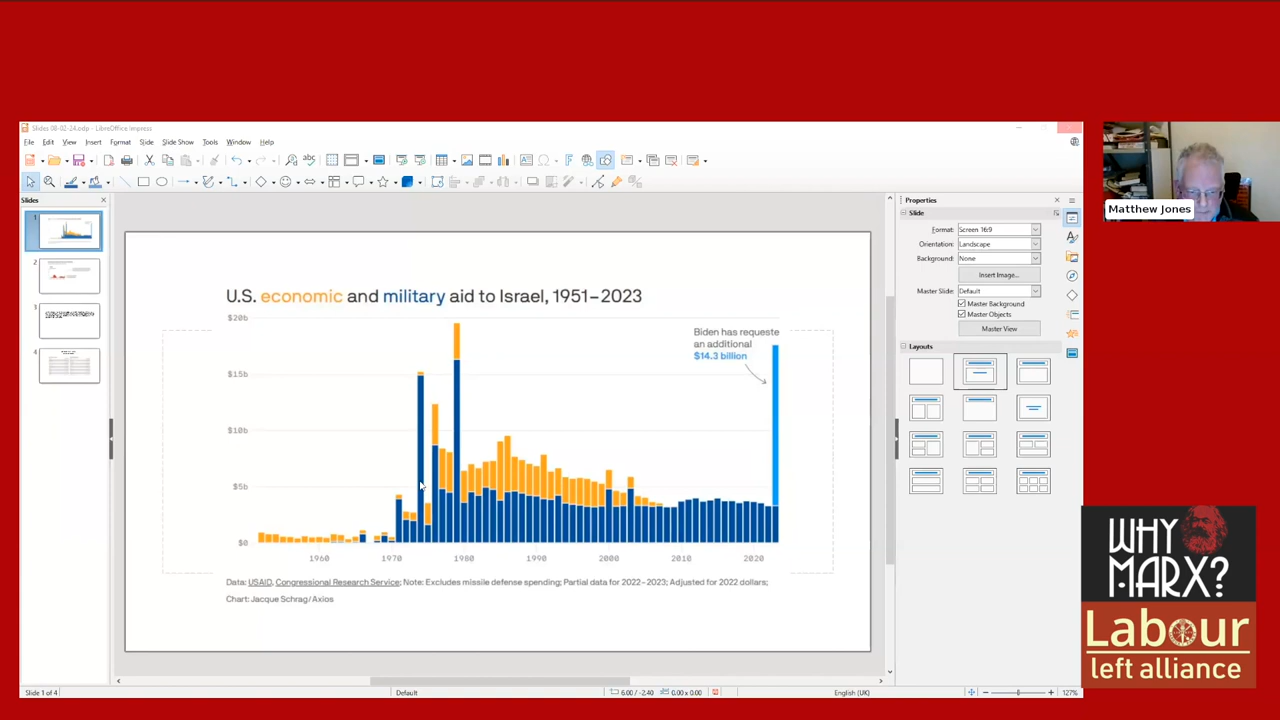 Slides 08-02-24.odp - LibreOffice Impress
File Edit View Insert Format Slide Slide Show Tools Window Help
Slides
1
2
3
4
U.S. economic and military aid to Israel, 1951–2023
$20b
$15b
$10b
$5b
$0
Biden has requeste
an additional
$14.3 billion
1960 1970 1980 1990 2000 2010 2020
Data: USAID, Congressional Research Service; Note: Excludes missile defense spending; Partial data for 2022–2023; Adjusted for 2022 dollars;
Chart: Jacque Schrag/Axios
Properties
Slide
Format: Screen 16:9
Orientation: Landscape
Background: None
Insert Image...
Master Slide: Default
Master Background
Master Objects
Master View
Layouts
Slide 1 of 4
Default
6.00 / -2.40
0.00 x 0.00
English (UK)
127%
Matthew Jones
WHY
MARX?
Labour
left alliance